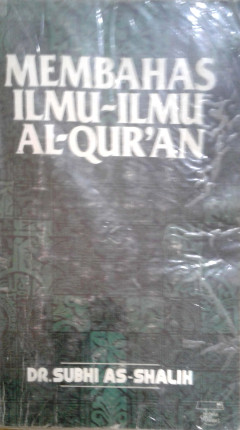 MEMBAHAS
ILMU-ILMU
AL-QUR'AN
DR. SUBHI AS-SHALIH